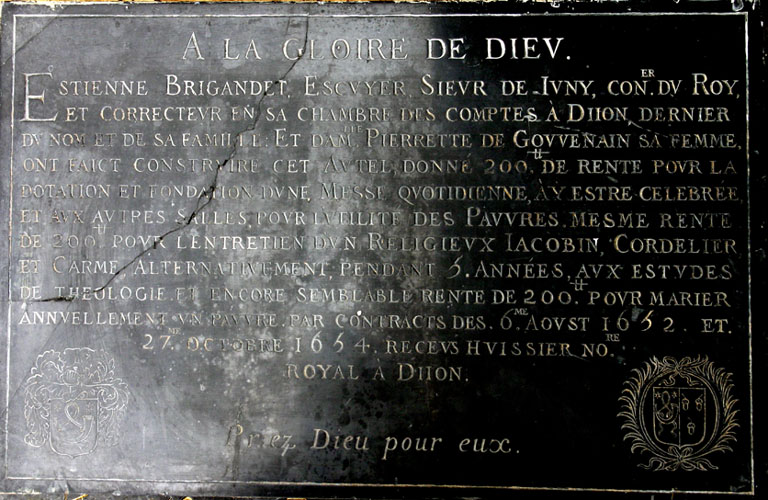 A LA GLOIRE DE DIEV.
ESTIENNE BRIGANDET, ESCVYER, SIEVR DE-IVNY, CON.ER DV ROY,
ET CORRECTEVR EN SA CHAMBRE DES COMPTES À DIION, DERNIER
DV NOM ET DE SA FAMILLE: ET DAM.LLE PIERRETTE DE GOVVENAIN SA FEMME,
ONT FAICT CONSTRVIRE CET AVTEL, DONNÉ 200.tt DE RENTE POVR LA
DOTATION ET FONDATION DVNE, MESSE QVOTIDIENNE, AY ESTRE CELEBRÉE,
ET AVX AVTRES SALLES, POVR LVTILITÉ DES PAVVRES. MESME RENTE
DE 200.tt POVR L'ENTRETIEN DVN RELIGIEVX IACOBIN, CORDELIER
ET CARME ALTERNATIVEMENT, PENDANT 5. ANNÉES, AVX ESTVDES
DE THEOLOGIE. ET ENCORE SEMBLABLE RENTE DE 200.tt POVR MARIER
ANNVELLEMENT VN PAVVRE. PAR CONTRACTS DES 6.ME AOVST 1652. ET.
27.ME OCTOBRE 1654. RECEVS HVISSIER NO.RE
ROYAL A DIION.
Priez Dieu pour eux.